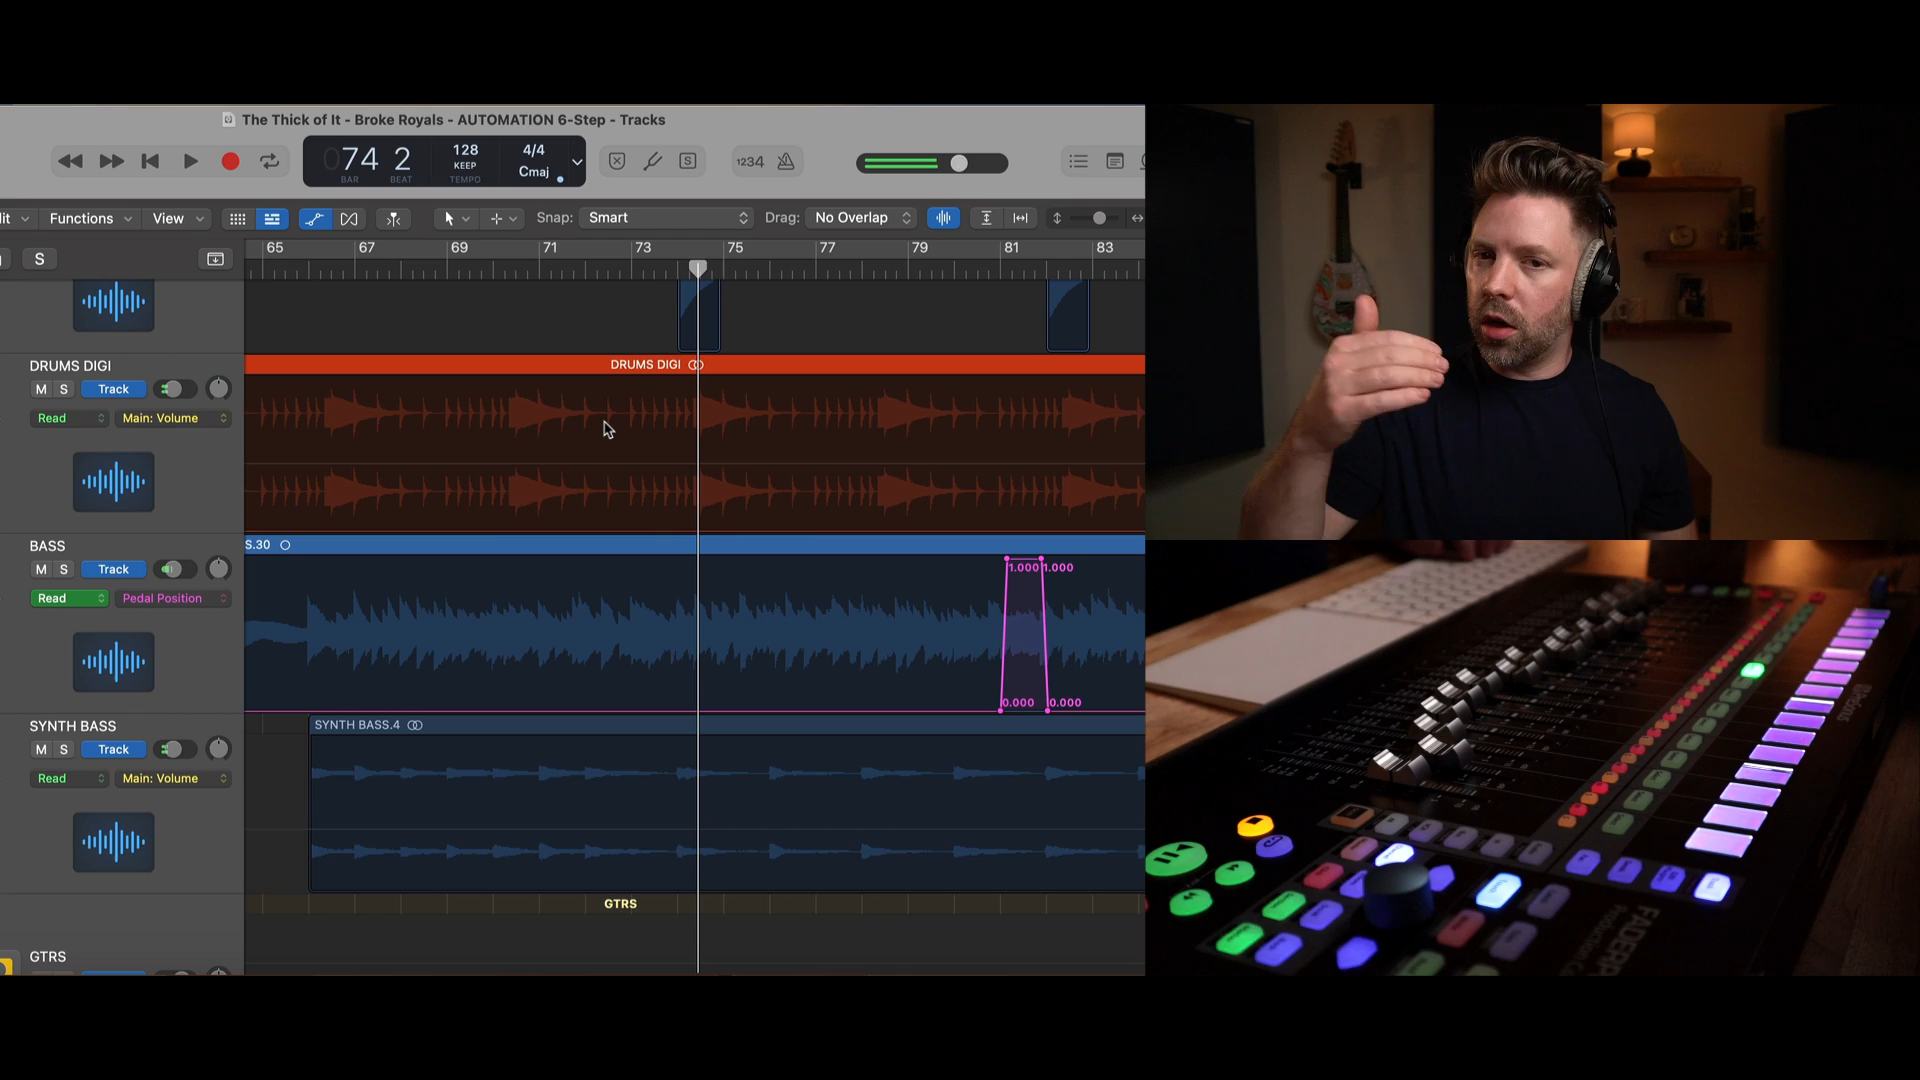 The Thick of It - Broke Royals - AUTOMATION 6-Step - Tracks
074 2 128 4/4
KEEP
Cmaj
BAR BEAT TEMPO
1234
S
it Functions View Snap: Smart Drag: No Overlap
S
65 67 69 71 73 75 77 79 81 83
DRUMS DIGI
DRUMS DIGI
M S Track
Read Main: Volume
BASS
S.30
M S Track
1.000 1.000
Read Pedal Position
0.000 0.000
SYNTH BASS
SYNTH BASS.4
M S Track
Read Main: Volume
GTRS
GTRS
FADERP